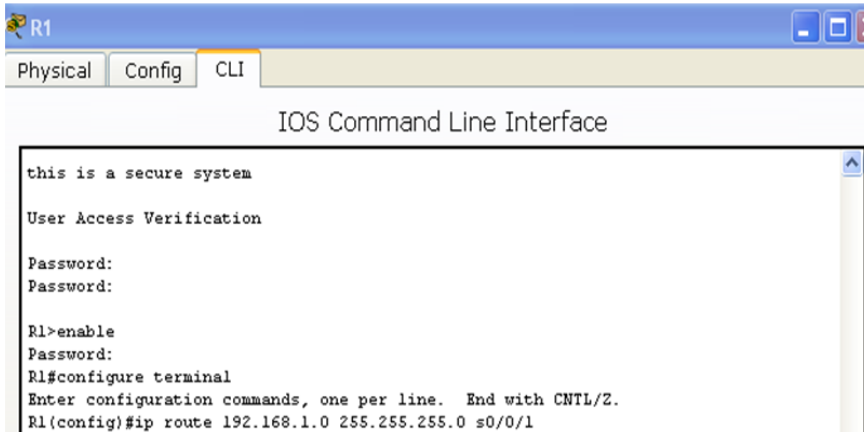 R1
Physical Config CLI
IOS Command Line Interface
this is a secure system
User Access Verification
Password:
Password:
R1>enable
Password:
R1#configure terminal
Enter configuration commands, one per line.  End with CNTL/Z.
R1(config)#ip route 192.168.1.0 255.255.255.0 s0/0/1